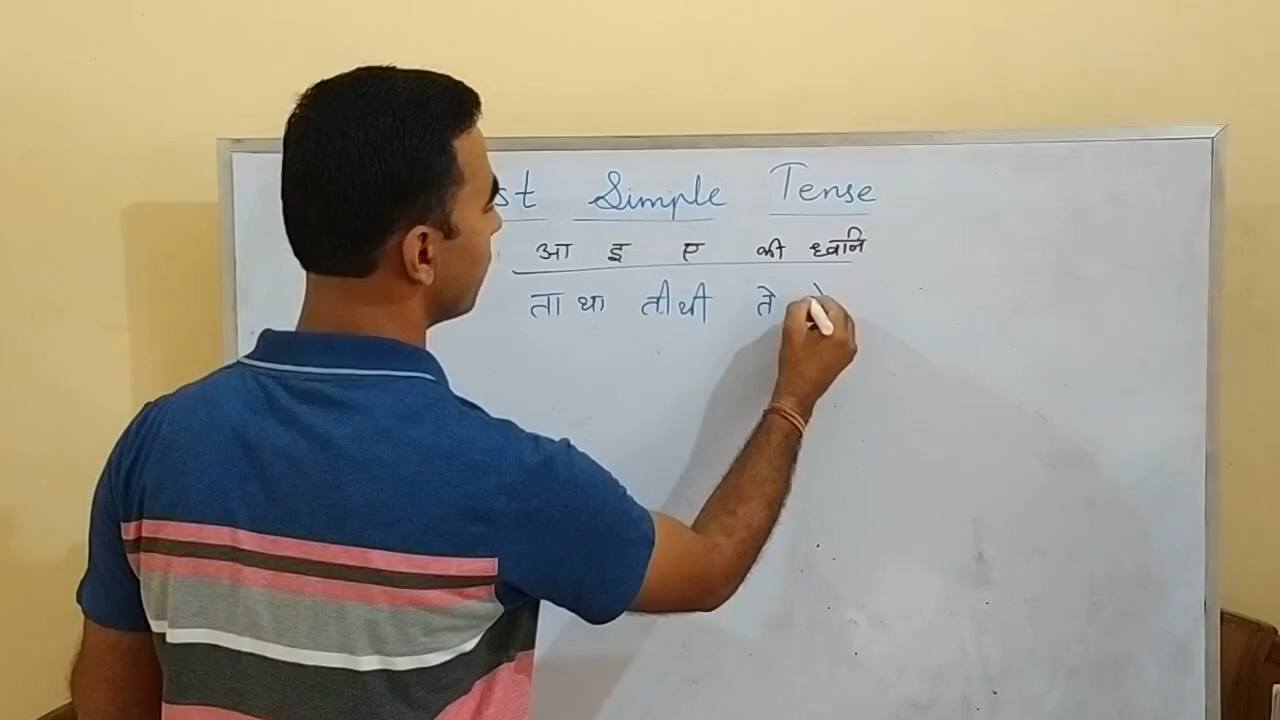 st Simple Tense
आ इ ए की ध्वनि
ता था ती थी ते